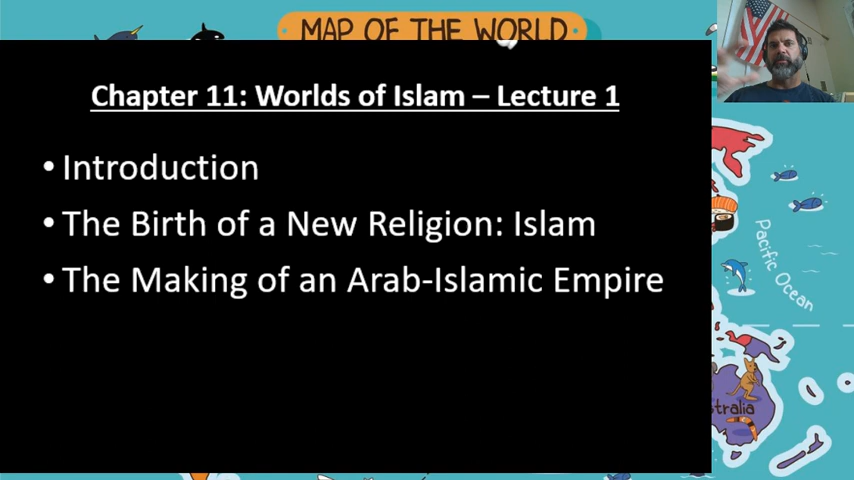 MAP OF THE WORLD
Chapter 11: Worlds of Islam – Lecture 1
• Introduction
• The Birth of a New Religion: Islam
• The Making of an Arab-Islamic Empire
Pacific Ocean
stralia